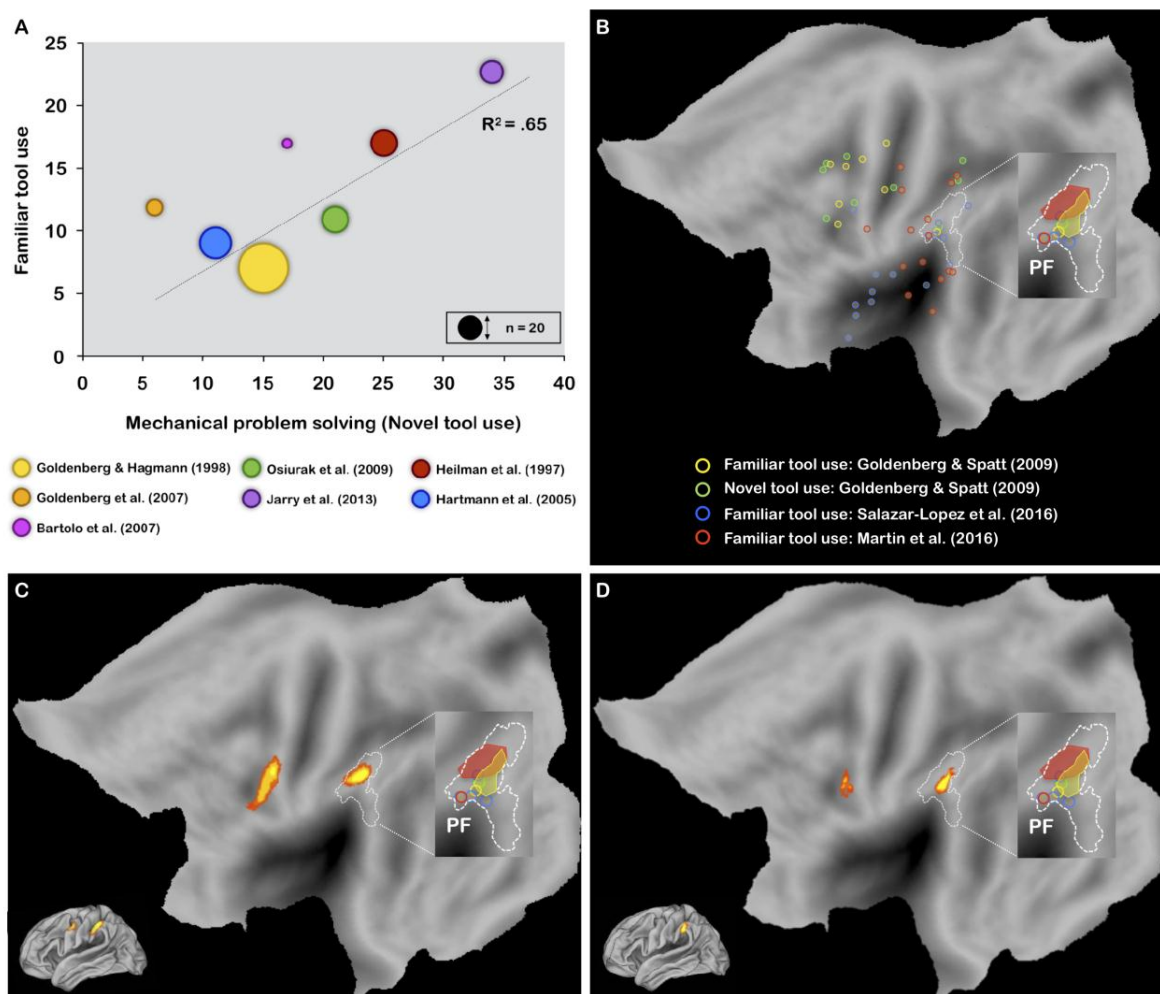 A
25
20
15
10
5
0
Familiar tool use
R² = .65
n = 20
0 5 10 15 20 25 30 35 40
Mechanical problem solving (Novel tool use)
Goldenberg & Hagmann (1998)
Osiurak et al. (2009)
Heilman et al. (1997)
Goldenberg et al. (2007)
Jarry et al. (2013)
Hartmann et al. (2005)
Bartolo et al. (2007)
B
PF
Familiar tool use: Goldenberg & Spatt (2009)
Novel tool use: Goldenberg & Spatt (2009)
Familiar tool use: Salazar-Lopez et al. (2016)
Familiar tool use: Martin et al. (2016)
C
PF
D
PF